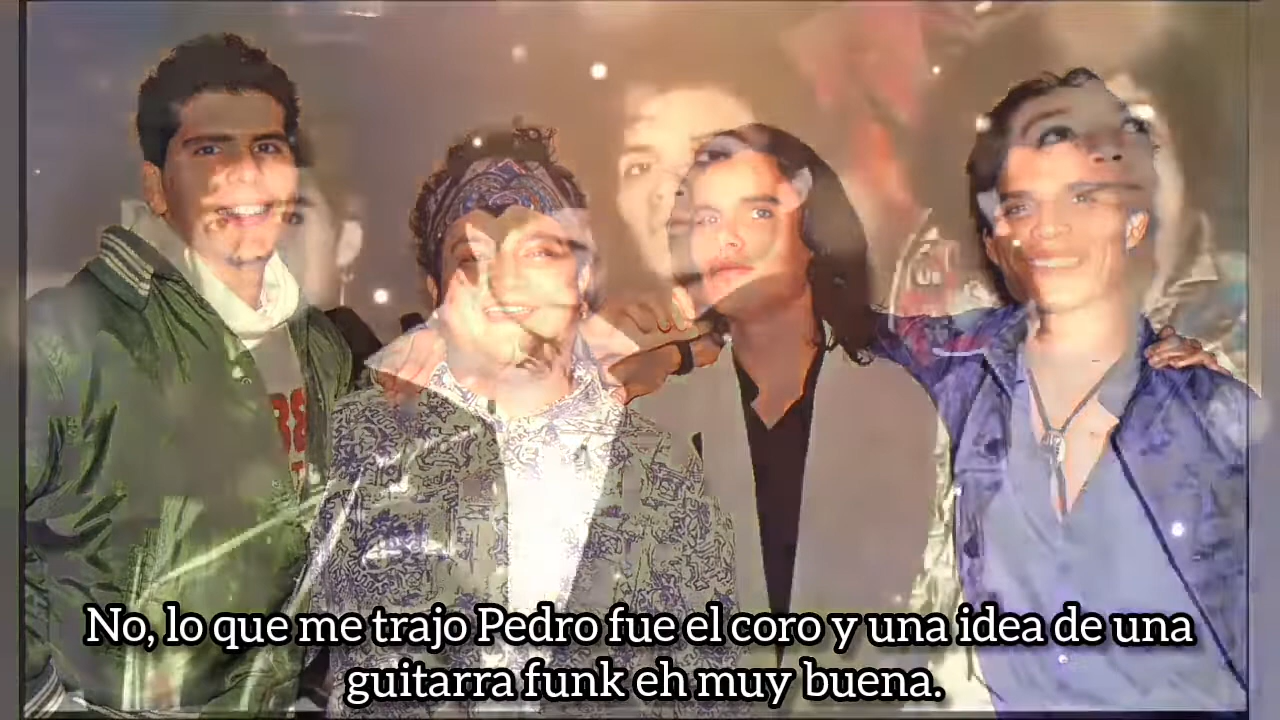 No, lo que me trajo Pedro fue el coro y una idea de una
guitarra funk eh muy buena.